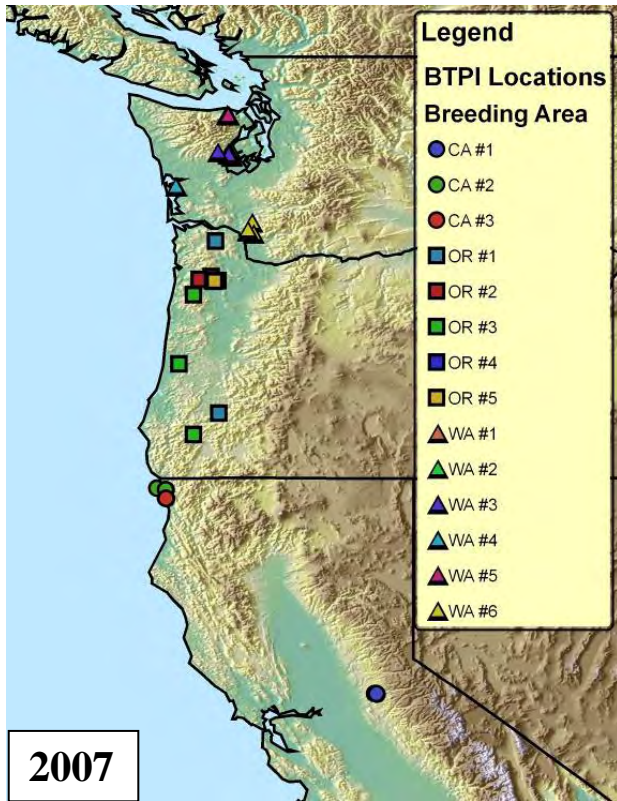 Legend
BTPI Locations
Breeding Area
CA #1
CA #2
CA #3
OR #1
OR #2
OR #3
OR #4
OR #5
WA #1
WA #2
WA #3
WA #4
WA #5
WA #6
2007